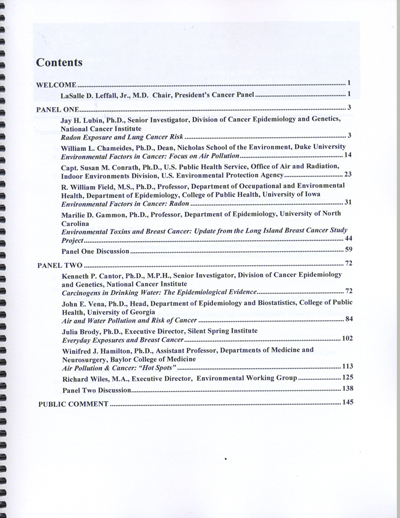 Contents
WELCOME ... 1
LaSalle D. Leffall, Jr., M.D. Chair, President's Cancer Panel ... 1
PANEL ONE ... 3
Jay H. Lubin, Ph.D., Senior Investigator, Division of Cancer Epidemiology and Genetics,
National Cancer Institute
Radon Exposure and Lung Cancer Risk ... 3
William L. Chameides, Ph.D., Dean, Nicholas School of the Environment, Duke University
Environmental Factors in Cancer: Focus on Air Pollution ... 14
Capt. Susan M. Conrath, Ph.D., U.S. Public Health Service, Office of Air and Radiation,
Indoor Environments Division, U.S. Environmental Protection Agency ... 23
R. William Field, M.S., Ph.D., Professor, Department of Occupational and Environmental
Health, Department of Epidemiology, College of Public Health, University of Iowa
Environmental Factors in Cancer: Radon ... 31
Marilie D. Gammon, Ph.D., Professor, Department of Epidemiology, University of North
Carolina
Environmental Toxins and Breast Cancer: Update from the Long Island Breast Cancer Study
Project ... 44
Panel One Discussion ... 59
PANEL TWO ... 72
Kenneth P. Cantor, Ph.D., M.P.H., Senior Investigator, Division of Cancer Epidemiology
and Genetics, National Cancer Institute
Carcinogens in Drinking Water: The Epidemiological Evidence ... 72
John E. Vena, Ph.D., Head, Department of Epidemiology and Biostatistics, College of Public
Health, University of Georgia
Air and Water Pollution and Risk of Cancer ... 84
Julia Brody, Ph.D., Executive Director, Silent Spring Institute
Everyday Exposures and Breast Cancer ... 102
Winifred J. Hamilton, Ph.D., Assistant Professor, Departments of Medicine and
Neurosurgery, Baylor College of Medicine
Air Pollution & Cancer: "Hot Spots" ... 113
Richard Wiles, M.A., Executive Director, Environmental Working Group ... 125
Panel Two Discussion ... 138
PUBLIC COMMENT ... 145